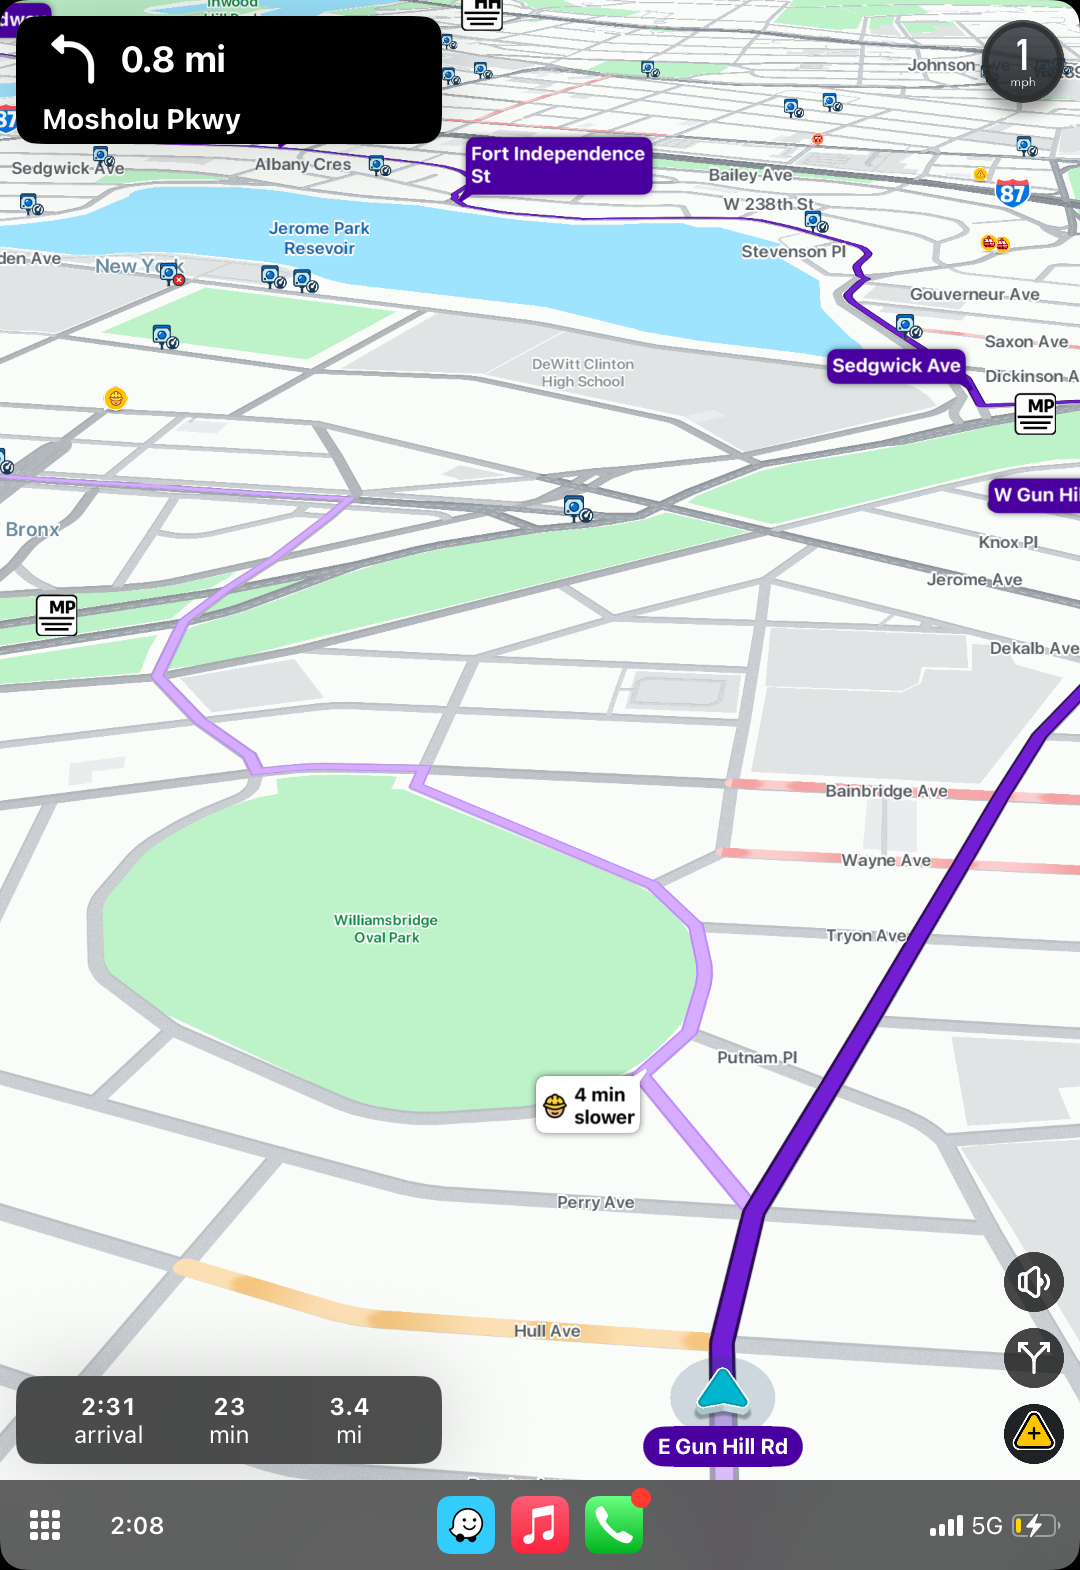 0.8 mi
Mosholu Pkwy
1
mph
HH
Johnson Ave
Sedgwick Ave
Albany Cres
Fort Independence
St
Bailey Ave
87
W 238th St
Jerome Park
Resevoir
Stevenson Pl
den Ave
New York
Gouverneur Ave
Saxon Ave
DeWitt Clinton
High School
Sedgwick Ave
Dickinson A
MP
W Gun Hil
Bronx
Knox Pl
Jerome Ave
MP
Dekalb Ave
Bainbridge Ave
Wayne Ave
Williamsbridge
Oval Park
Tryon Ave
Putnam Pl
4 min
slower
Perry Ave
Hull Ave
2:31
arrival
23
min
3.4
mi
E Gun Hill Rd
2:08
5G